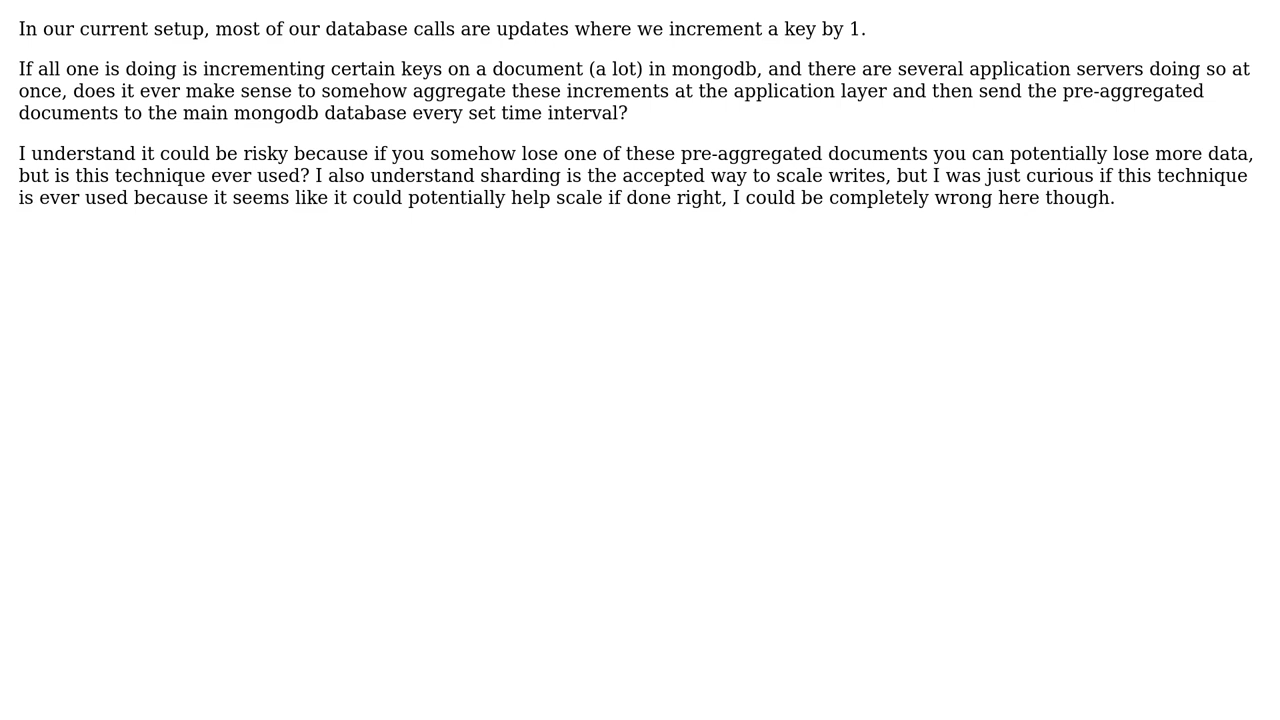 In our current setup, most of our database calls are updates where we increment a key by 1.
If all one is doing is incrementing certain keys on a document (a lot) in mongodb, and there are several application servers doing so at
once, does it ever make sense to somehow aggregate these increments at the application layer and then send the pre-aggregated
documents to the main mongodb database every set time interval?
I understand it could be risky because if you somehow lose one of these pre-aggregated documents you can potentially lose more data,
but is this technique ever used? I also understand sharding is the accepted way to scale writes, but I was just curious if this technique
is ever used because it seems like it could potentially help scale if done right, I could be completely wrong here though.